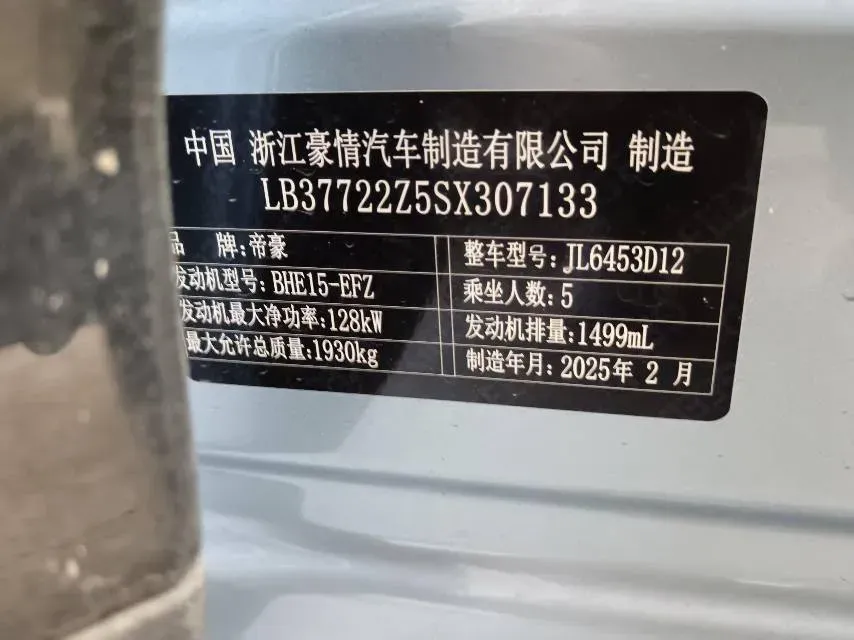 中国 浙江豪情汽车制造有限公司 制造
LB37722Z5SX307133
品 牌:帝豪 整车型号:JL6453D12
发动机型号:BHE15-EFZ 乘坐人数:5
发动机最大净功率:128kW 发动机排量:1499mL
最大允许总质量:1930kg 制造年月:2025年 2 月